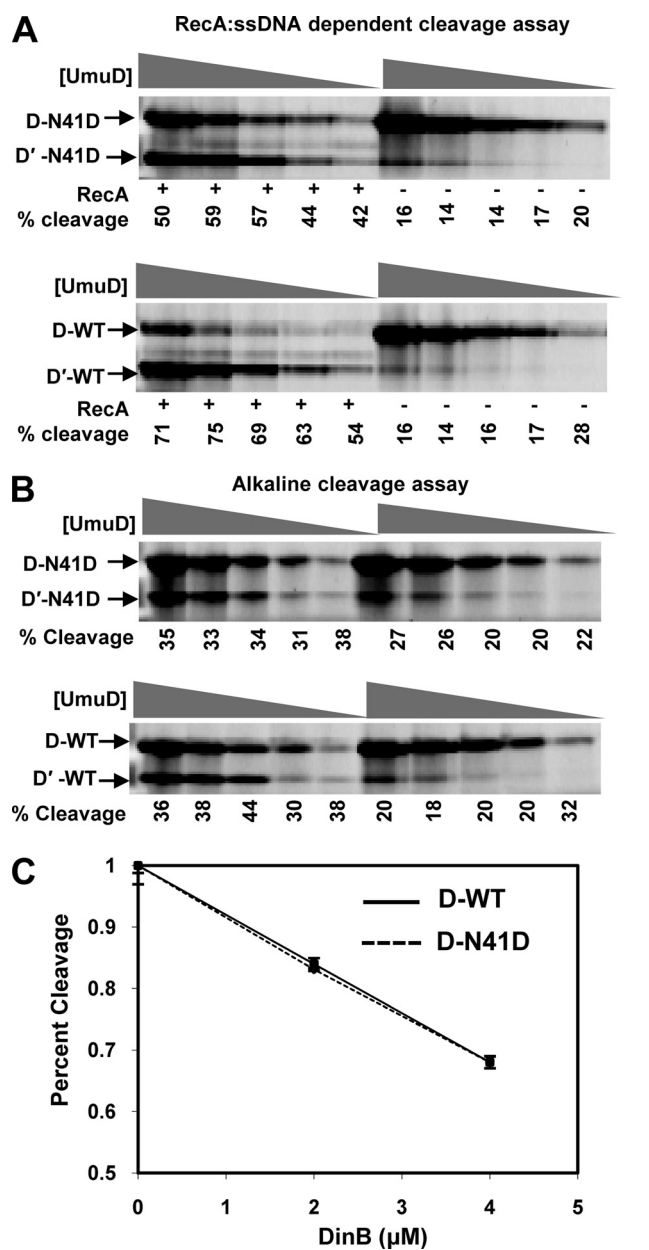 A
RecA:ssDNA dependent cleavage assay
[UmuD]
D-N41D
D′ -N41D
RecA + + + + + - - - - -
% cleavage 50 59 57 44 42 16 14 14 17 20
[UmuD]
D-WT
D′-WT
RecA + + + + + - - - - -
% cleavage 71 75 69 63 54 16 14 16 17 28
B
Alkaline cleavage assay
[UmuD]
D-N41D
D′-N41D
% Cleavage 35 33 34 31 38 27 26 20 20 22
[UmuD]
D-WT
D′ -WT
% Cleavage 36 38 44 30 38 20 18 20 20 32
C
1
0.9
0.8
0.7
0.6
0.5
Percent Cleavage
D-WT
D-N41D
0 1 2 3 4 5
DinB (µM)